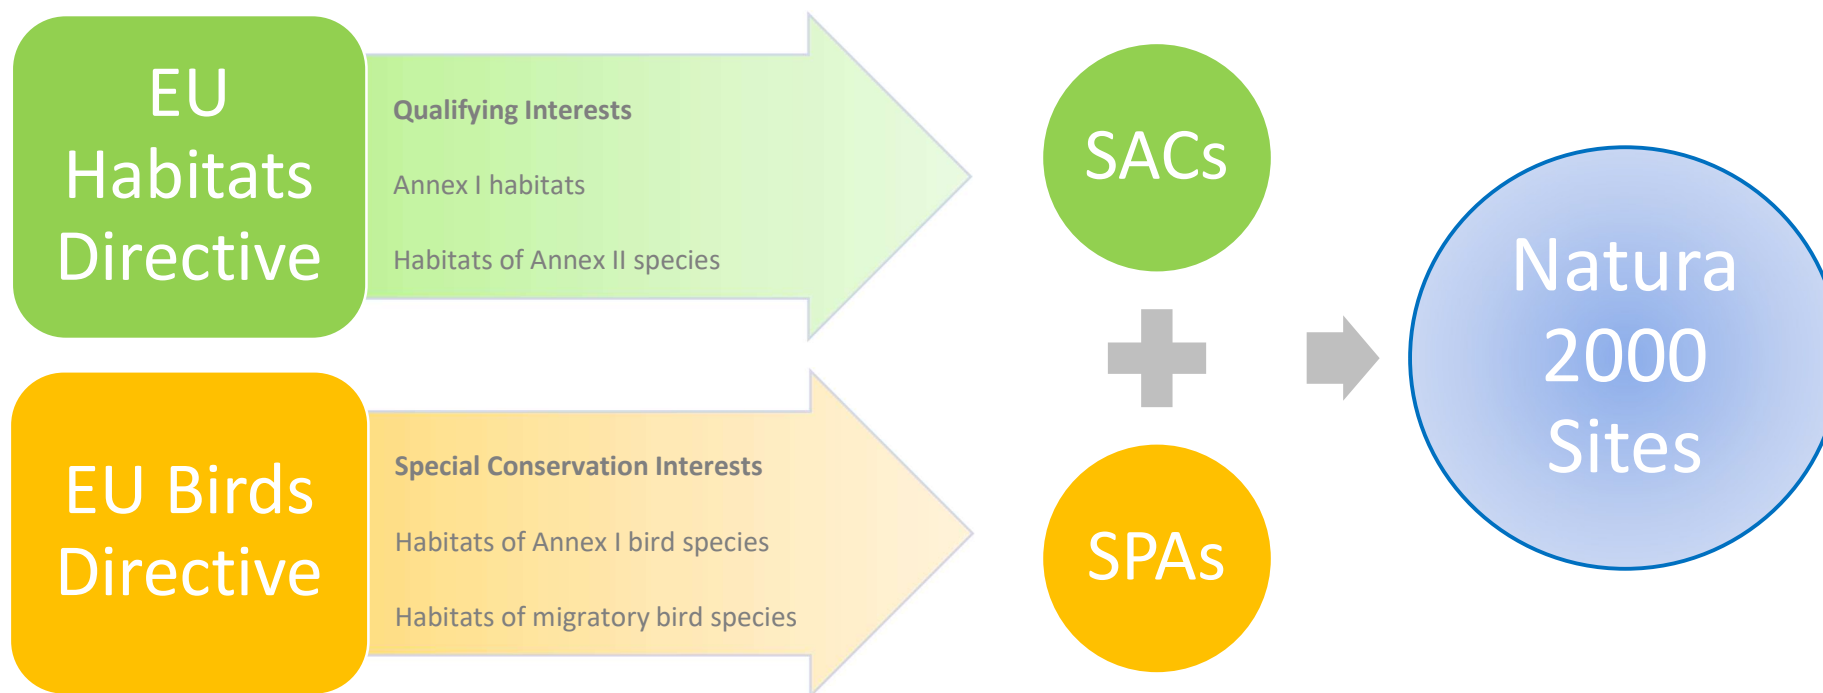 EU
Habitats
Directive
Qualifying Interests
Annex I habitats
Habitats of Annex II species
SACs
EU Birds
Directive
Special Conservation Interests
Habitats of Annex I bird species
Habitats of migratory bird species
SPAs
Natura
2000
Sites